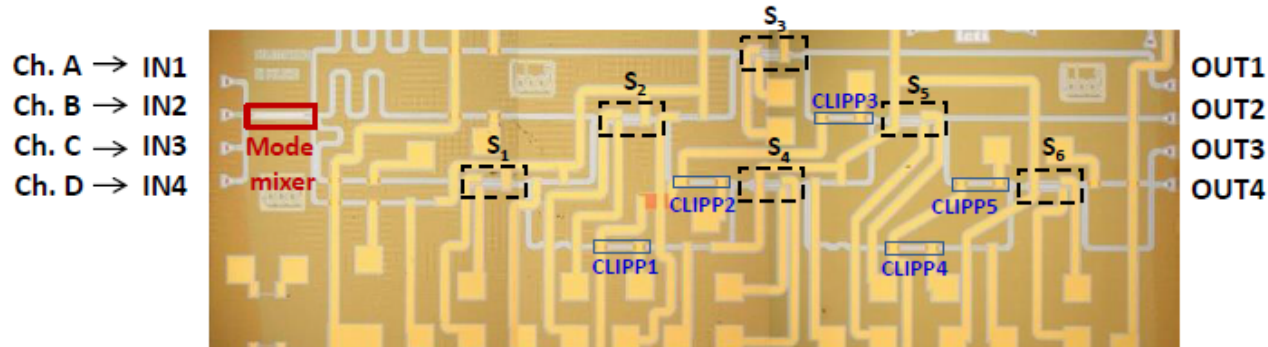 Ch. A → IN1
Ch. B → IN2
Ch. C → IN3
Ch. D → IN4
Mode
mixer
S1
S2
S3
S4
S5
S6
CLIPP1
CLIPP2
CLIPP3
CLIPP4
CLIPP5
OUT1
OUT2
OUT3
OUT4